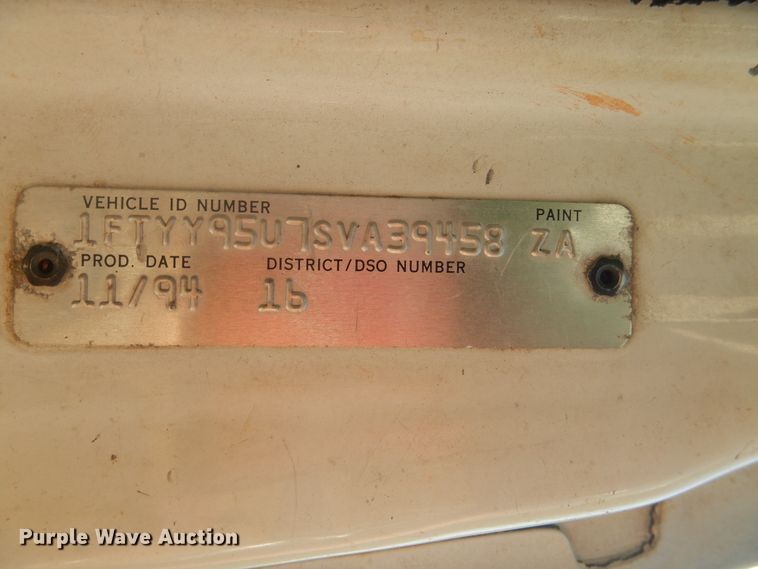 VEHICLE ID NUMBER PAINT
1FTYY95U7SVA39458 ZA
PROD. DATE DISTRICT/DSO NUMBER
11/94 16
Purple Wave Auction